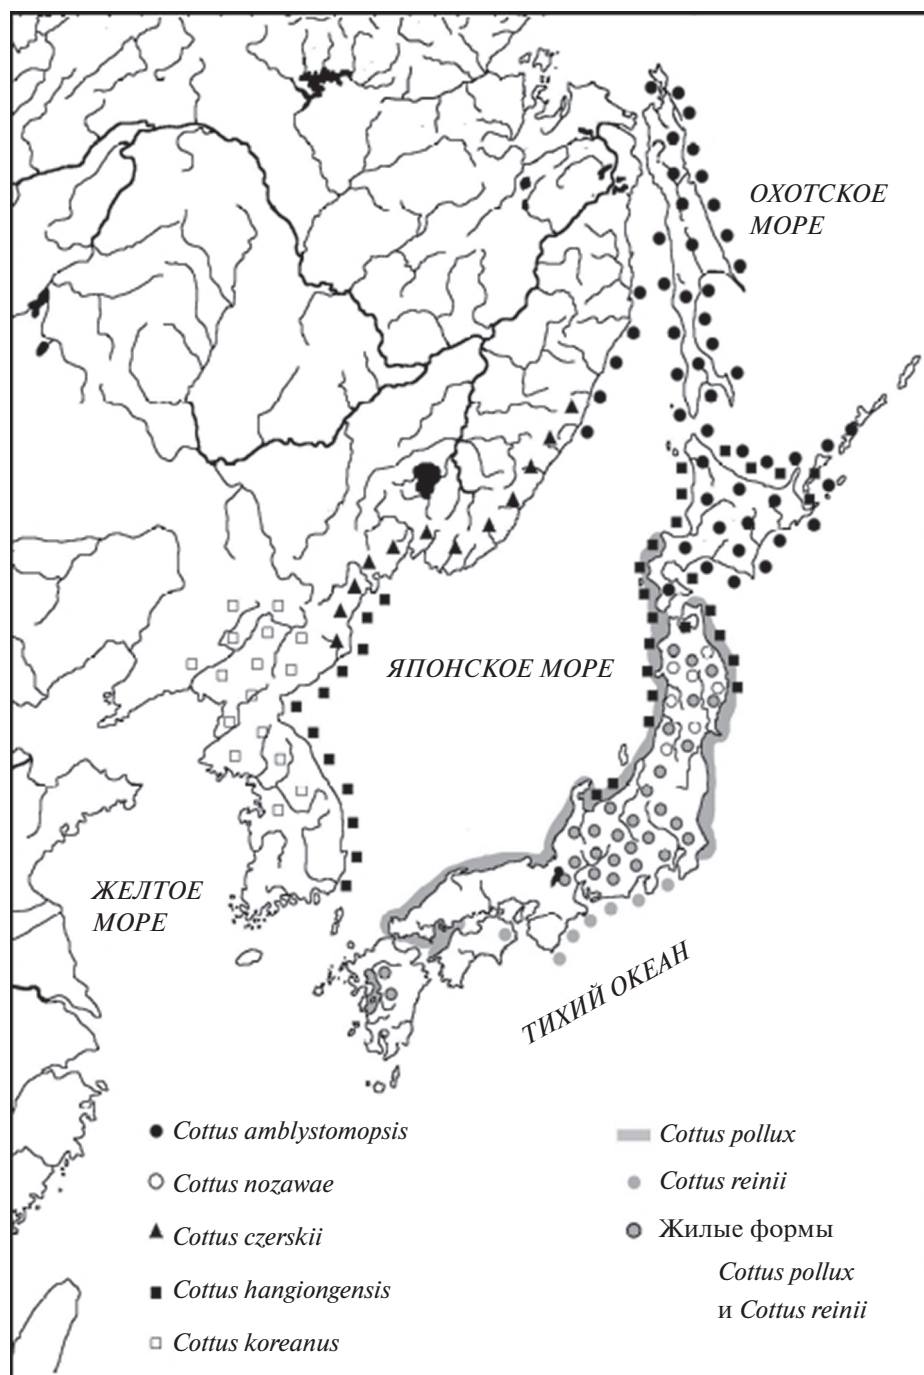 ОХОТСКОЕ
МОРЕ
ЯПОНСКОЕ МОРЕ
ЖЕЛТОЕ
МОРЕ
ТИХИЙ ОКЕАН
Cottus amblystomopsis
Cottus nozawae
Cottus czerskii
Cottus hangiongensis
Cottus koreanus
Cottus pollux
Cottus reinii
Жилые формы
Cottus pollux
и Cottus reinii